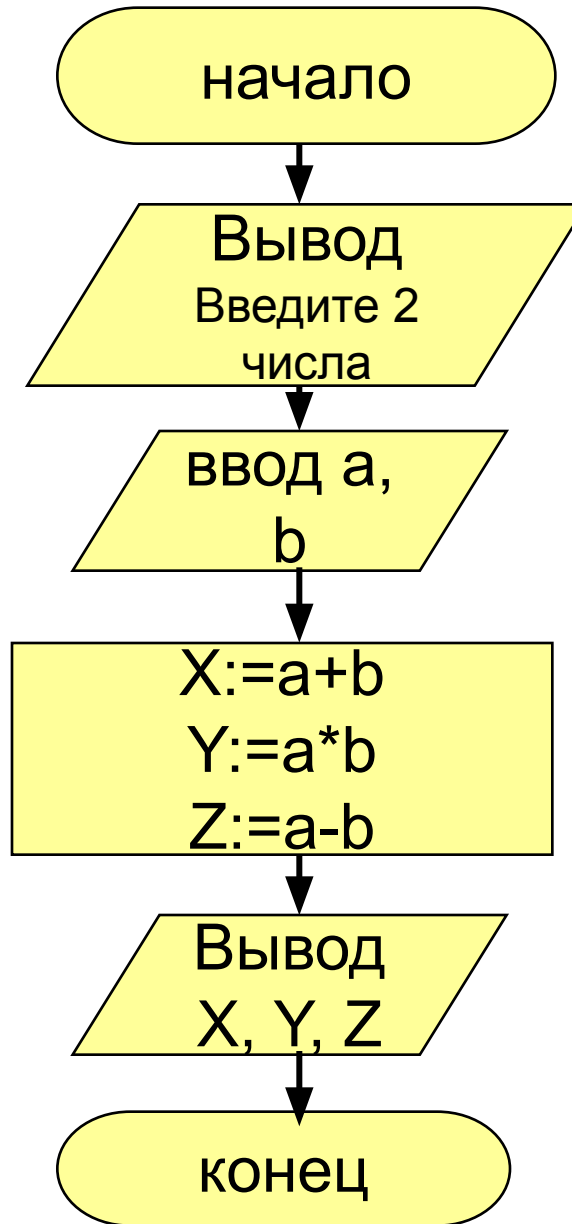 начало
Вывод
Введите 2
числа
ввод a,
b
X:=a+b
Y:=a*b
Z:=a-b
Вывод
X, Y, Z
конец